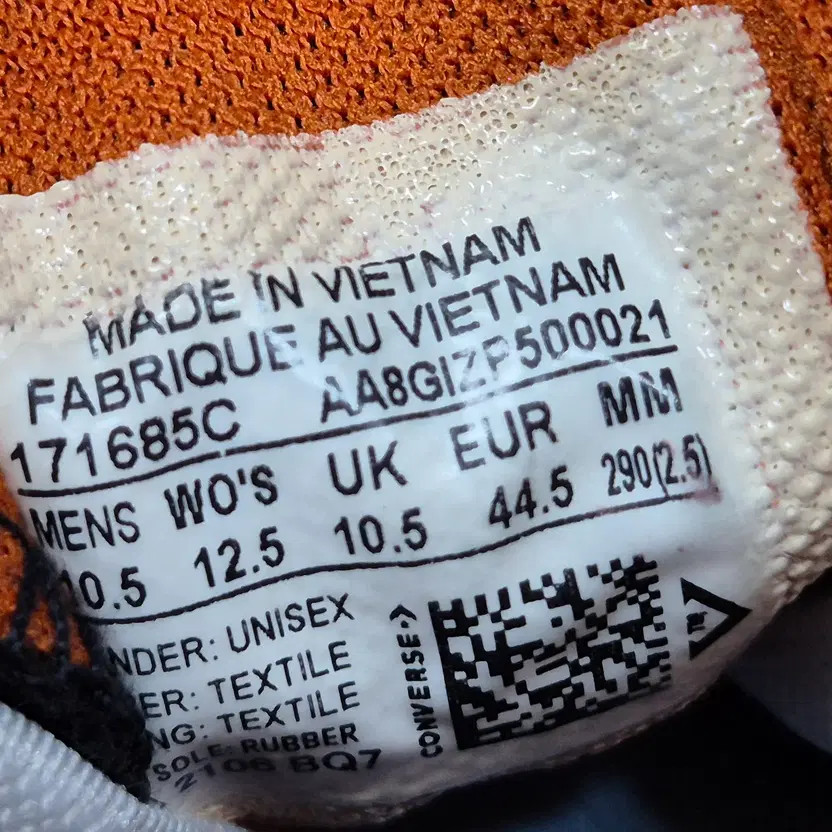 MADE IN VIETNAM
FABRIQUE AU VIETNAM
171685C AA8GIZP500021
MENS WO'S UK EUR MM
10.5 12.5 10.5 44.5 290(2.5)
NDER: UNISEX
ER: TEXTILE
NG: TEXTILE
SOLE: RUBBER
2106 BQ7
CONVERSE
TM